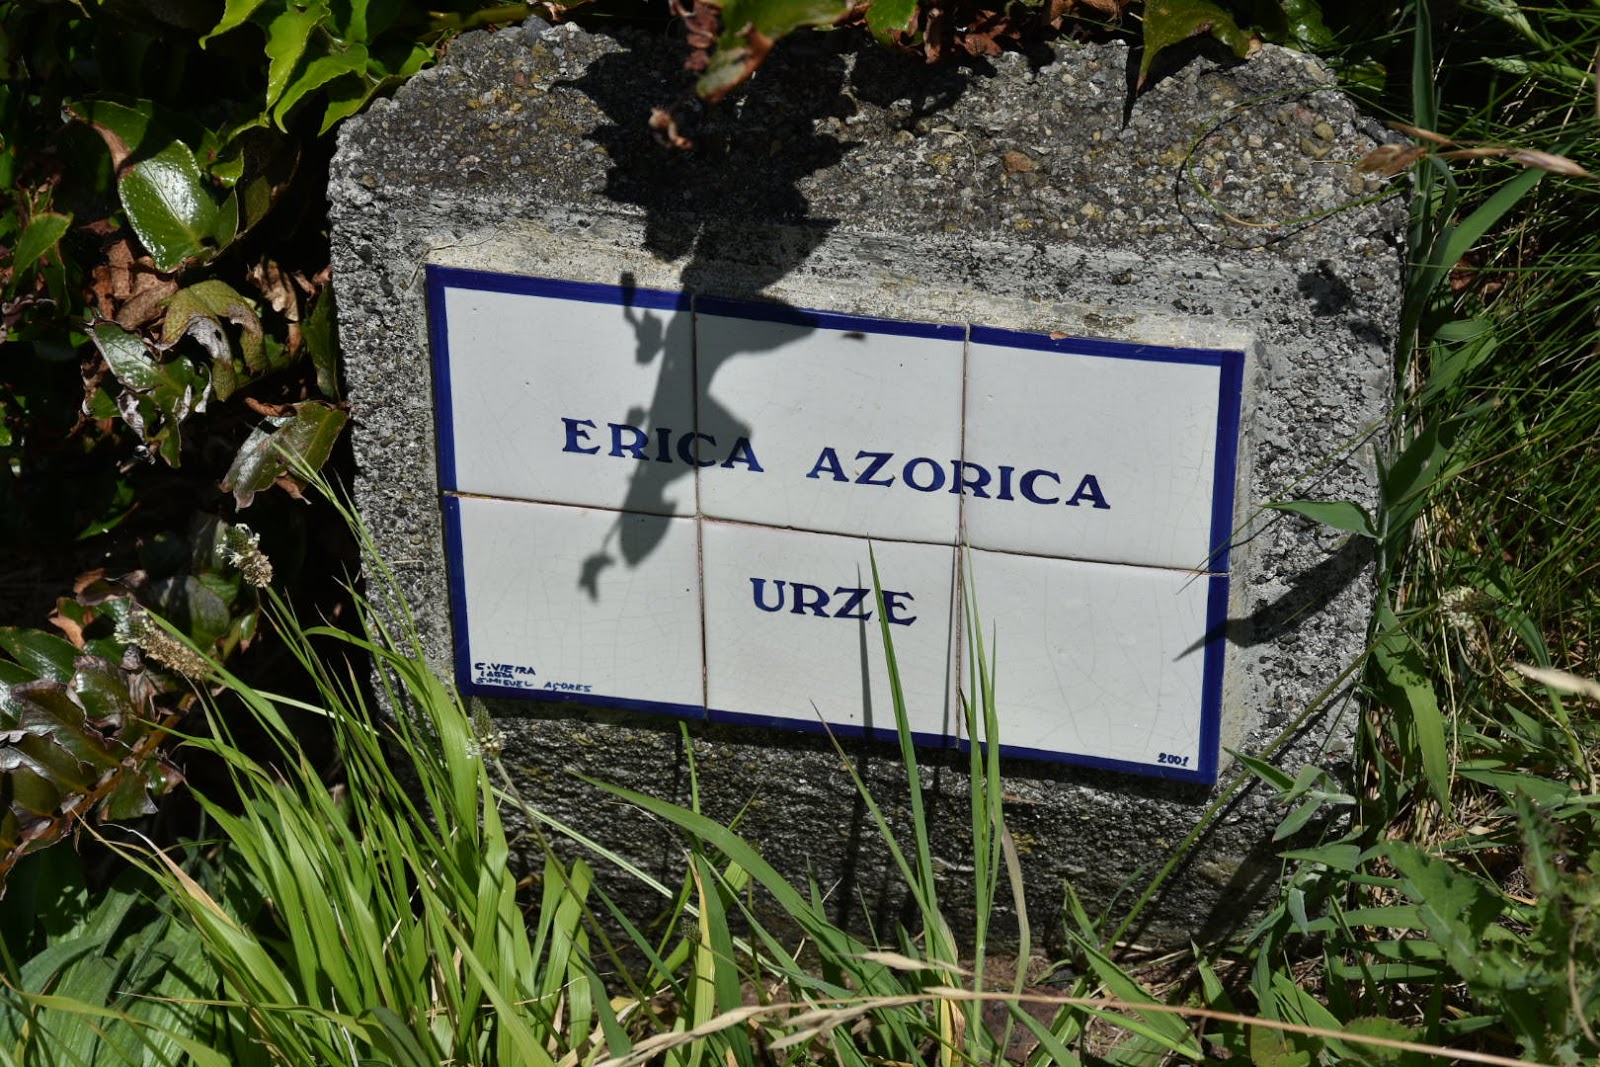 ERICA AZORICA
URZE
C. VIEIRA
LAGOA
S. MIGUEL AÇORES
2001